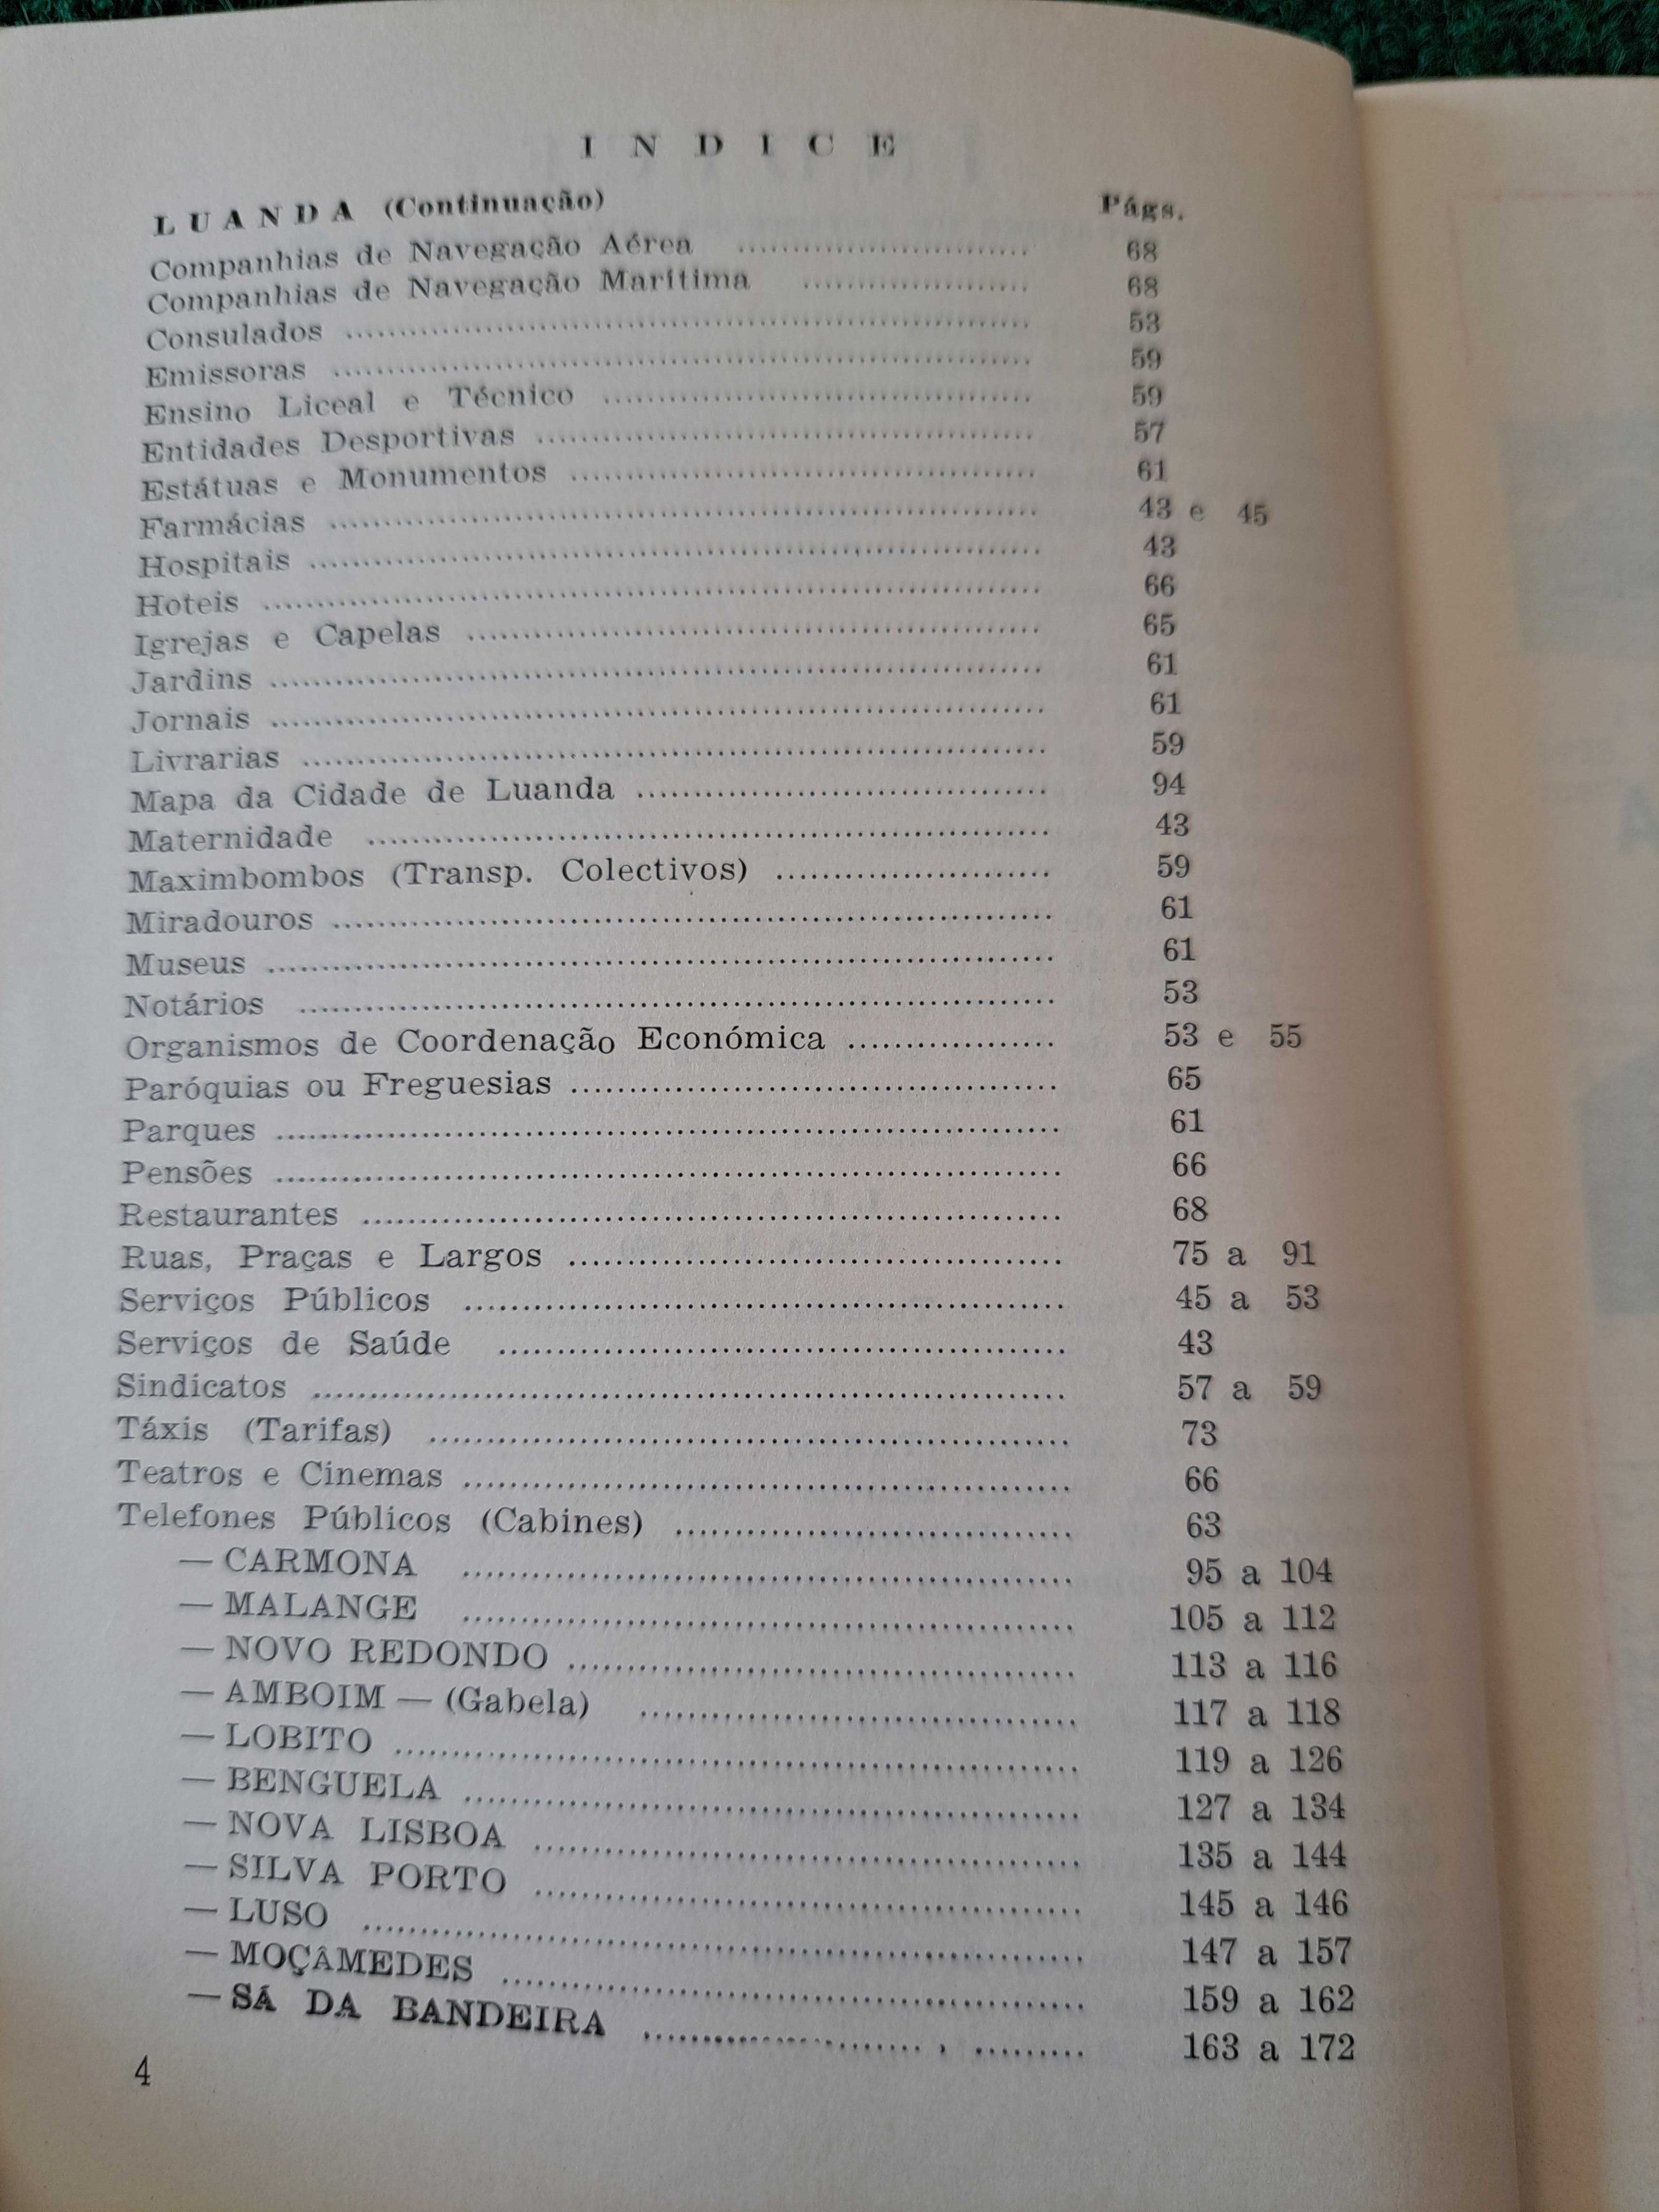 INDICE
LUANDA (Continuação) Págs.
Companhias de Navegação Aérea .......................... 68
Companhias de Navegação Marítima .................... 68
Consulados .......................................................... 53
Emissoras ............................................................ 59
Ensino Liceal e Técnico ....................................... 59
Entidades Desportivas .......................................... 57
Estátuas e Monumentos ....................................... 61
Farmácias ............................................................ 43 e 45
Hospitais ............................................................. 43
Hoteis .................................................................. 66
Igrejas e Capelas ................................................. 65
Jardins ................................................................. 61
Jornais ................................................................. 61
Livrarias .............................................................. 59
Mapa da Cidade de Luanda ................................. 94
Maternidade ........................................................ 43
Maximbombos (Transp. Colectivos) ...................... 59
Miradouros .......................................................... 61
Museus ................................................................. 61
Notários ............................................................... 53
Organismos de Coordenação Económica ................ 53 e 55
Paróquias ou Freguesias ....................................... 65
Parques ................................................................ 61
Pensões ................................................................ 66
Restaurantes ........................................................ 68
Ruas, Praças e Largos ......................................... 75 a 91
Serviços Públicos ................................................. 45 a 53
Serviços de Saúde ............................................... 43
Sindicatos ............................................................ 57 a 59
Táxis (Tarifas) ................................................... 73
Teatros e Cinemas ............................................... 66
Telefones Públicos (Cabines) ................................ 63
— CARMONA ................................................. 95 a 104
— MALANGE ................................................. 105 a 112
— NOVO REDONDO ........................................ 113 a 116
— AMBOIM — (Gabela) .................................... 117 a 118
— LOBITO ........................................................ 119 a 126
— BENGUELA .................................................. 127 a 134
— NOVA LISBOA ............................................. 135 a 144
— SILVA PORTO ............................................. 145 a 146
— LUSO ........................................................... 147 a 157
— MOÇÂMEDES ............................................... 159 a 162
— SÁ DA BANDEIRA ...................... , ......... 163 a 172
4